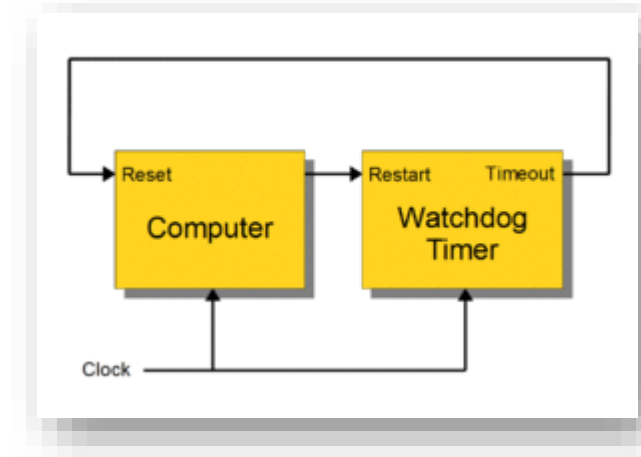 Reset
Computer
Restart
Timeout
Watchdog
Timer
Clock